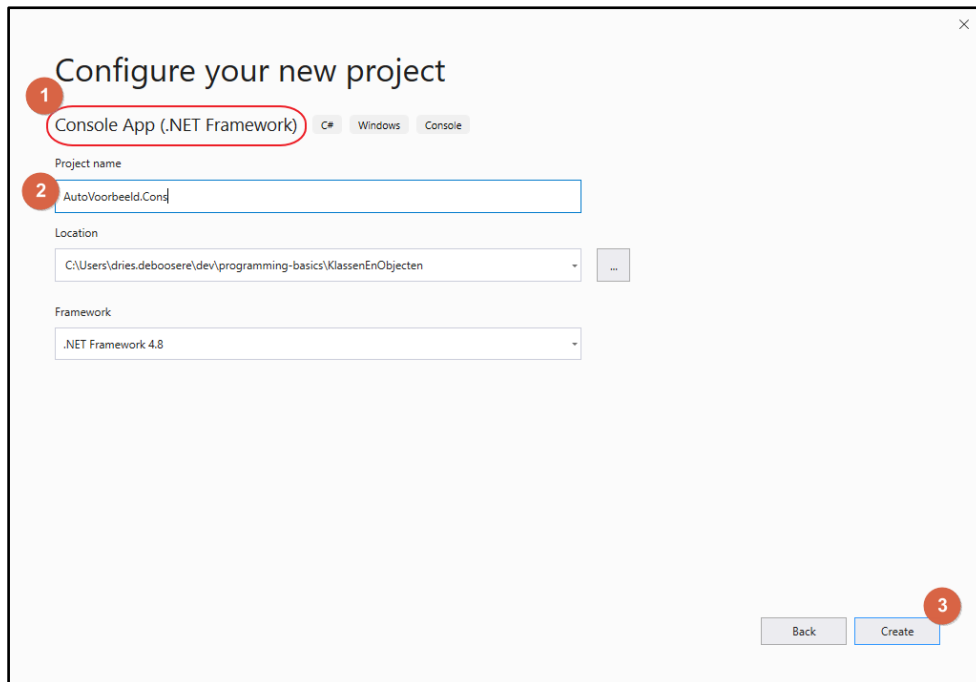 Configure your new project
1
Console App (.NET Framework) C# Windows Console
Project name
2 AutoVoorbeeld.Cons
Location
C:\Users\dries.deboosere\dev\programming-basics\KlassenEnObjecten ...
Framework
.NET Framework 4.8
3
Back Create